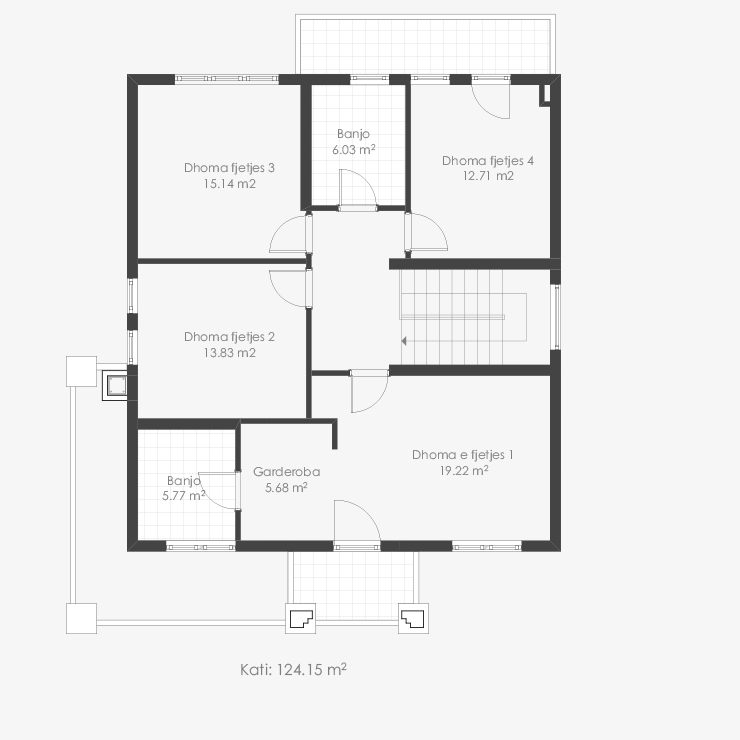 Banjo
6.03 m²
Dhoma fjetjes 3
15.14 m2
Dhoma fjetjes 4
12.71 m2
Dhoma fjetjes 2
13.83 m2
Dhoma e fjetjes 1
19.22 m²
Garderoba
5.68 m²
Banjo
5.77 m²
Kati: 124.15 m²